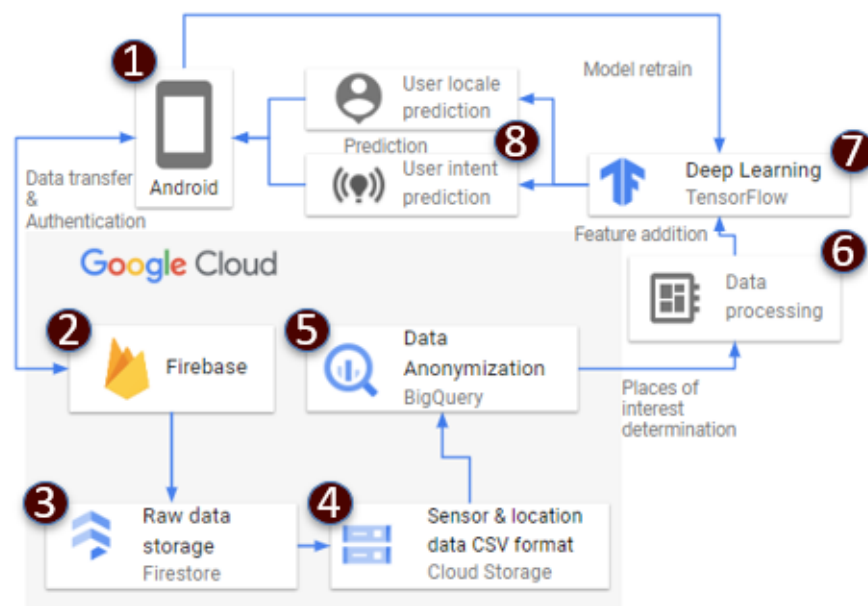 1
Android
User locale
prediction
Prediction
8
User intent
prediction
Model retrain
7
Deep Learning
TensorFlow
Data transfer
&
Authentication
Feature addition
6
Data
processing
Google Cloud
2
Firebase
5
Data
Anonymization
BigQuery
Places of
interest
determination
3
Raw data
storage
Firestore
4
Sensor & location
data CSV format
Cloud Storage